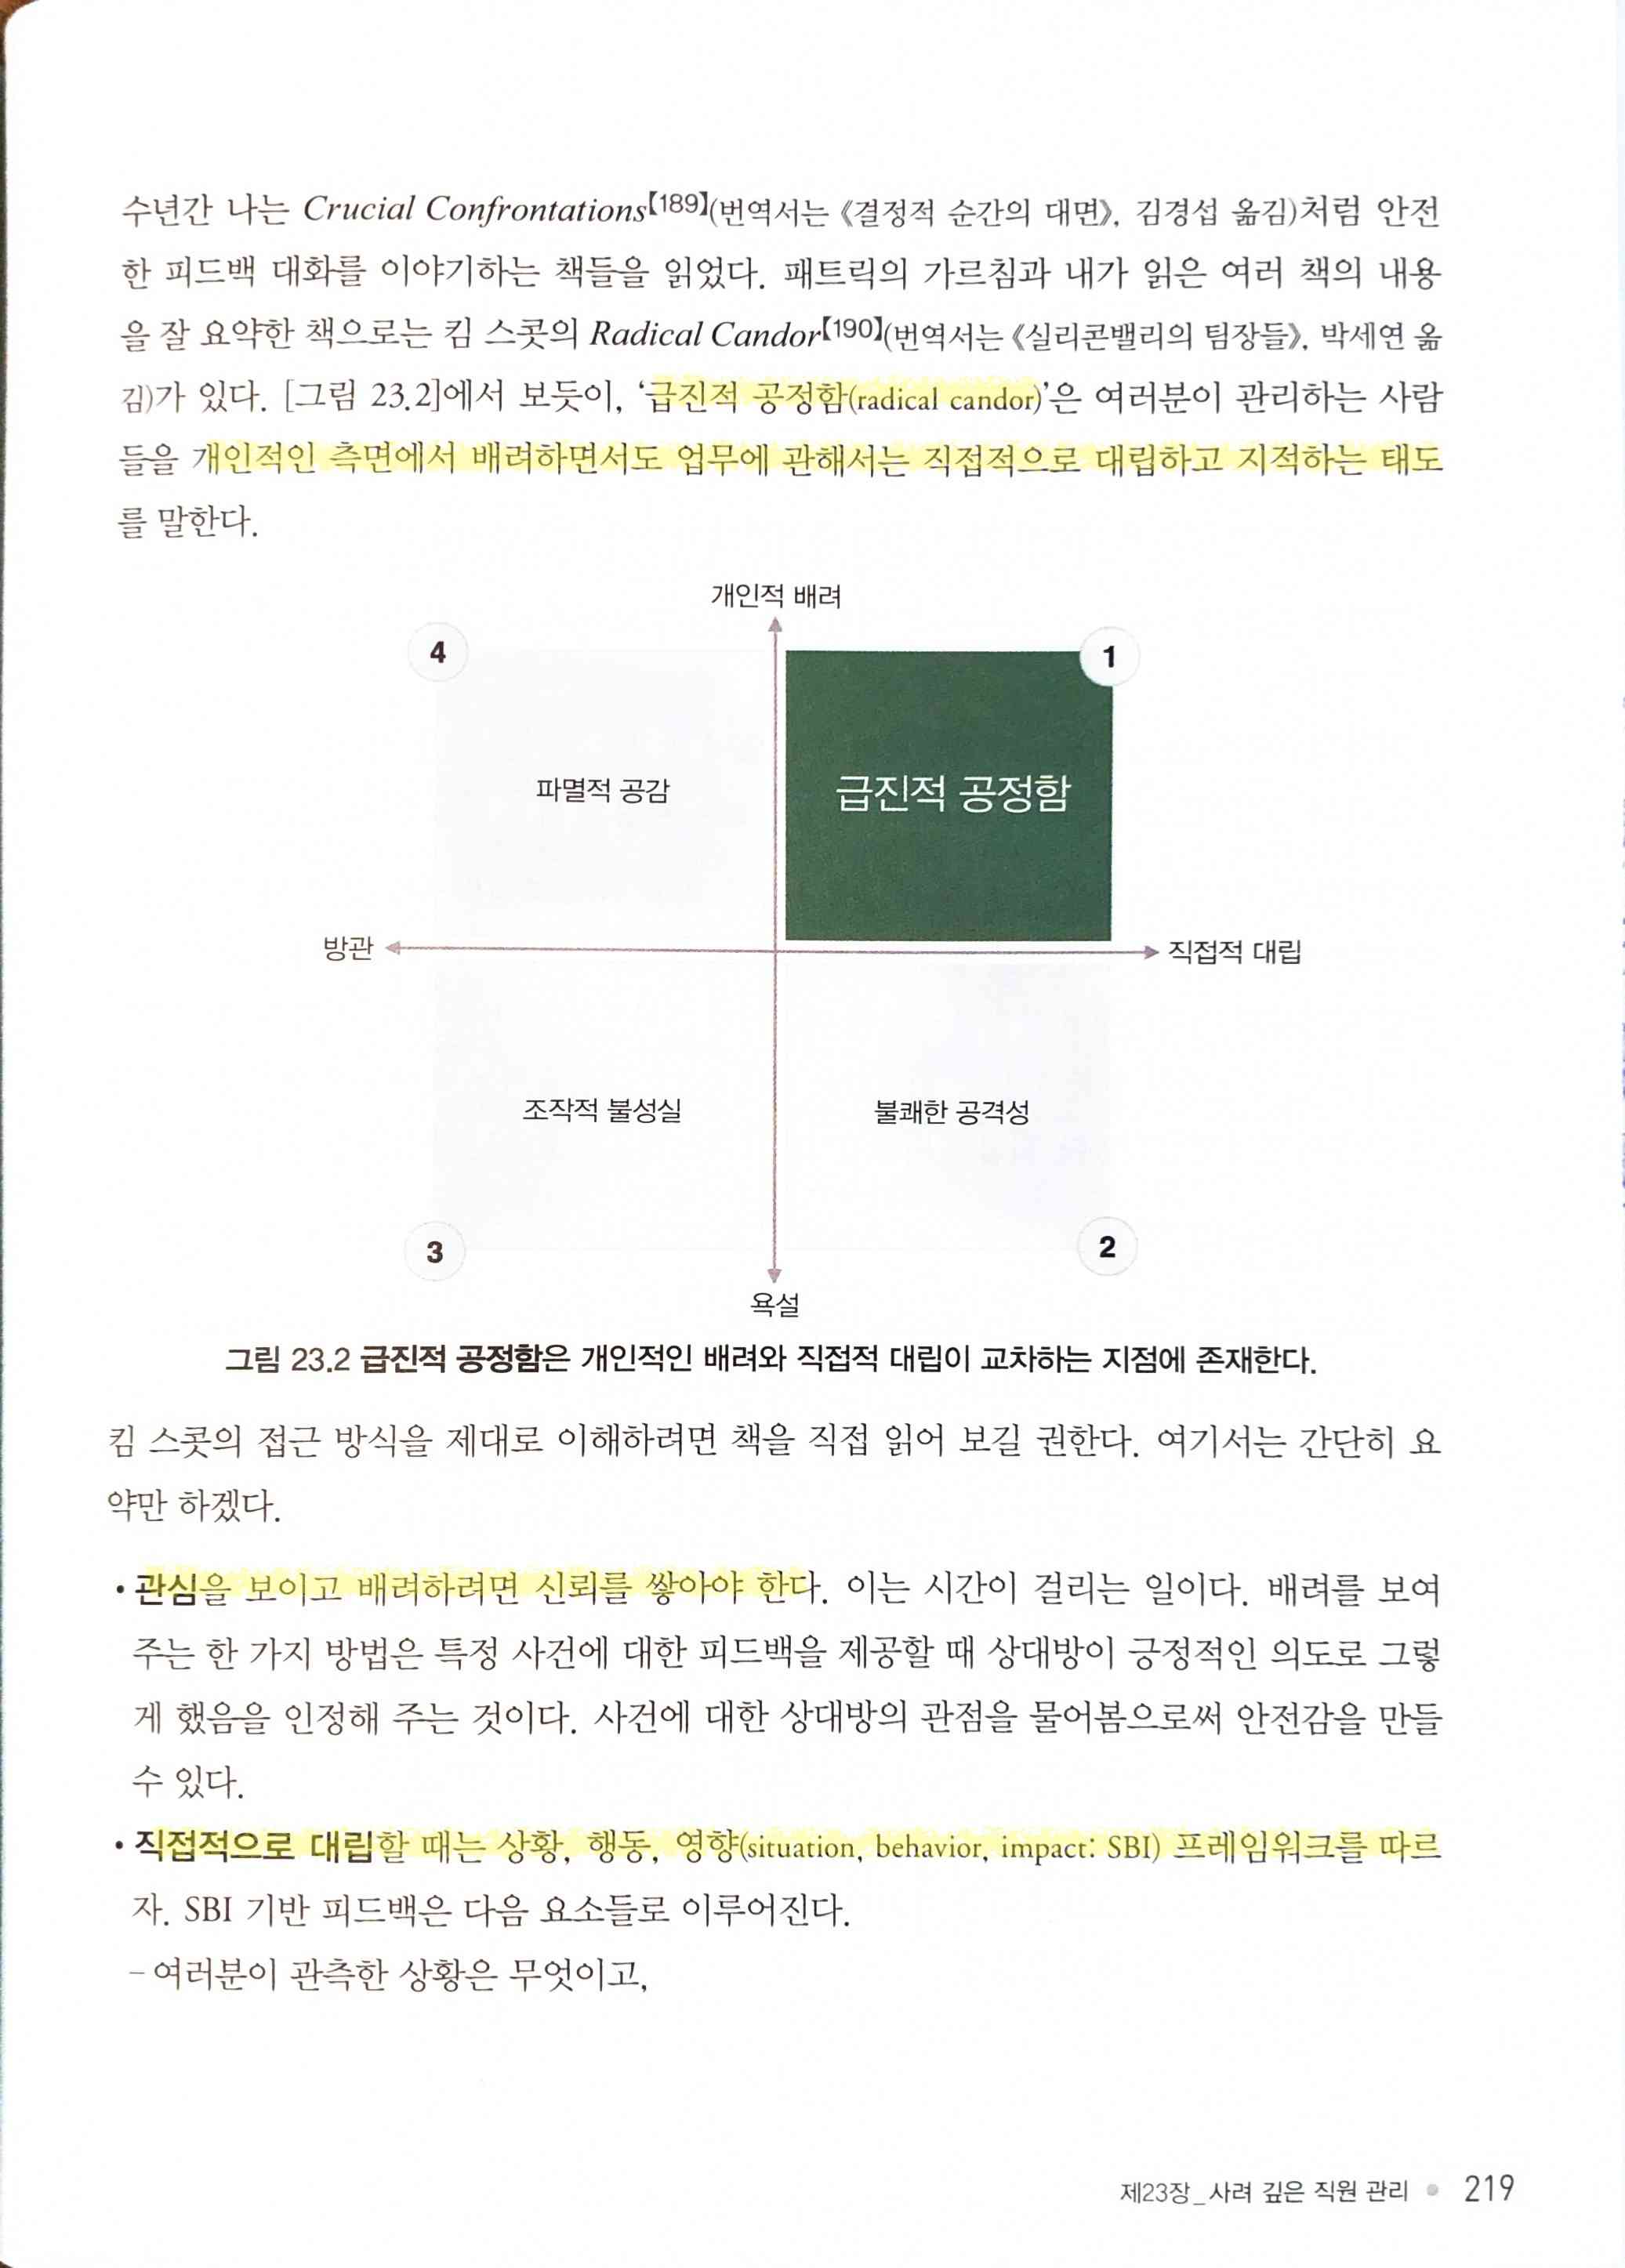 수년간 나는 Crucial Confrontations【189】(번역서는 《결정적 순간의 대면》, 김경섭 옮김)처럼 안전
한 피드백 대화를 이야기하는 책들을 읽었다. 패트릭의 가르침과 내가 읽은 여러 책의 내용
을 잘 요약한 책으로는 킴 스콧의 Radical Candor【190】(번역서는 《실리콘밸리의 팀장들》, 박세연 옮
김)가 있다. [그림 23.2]에서 보듯이, ‘급진적 공정함(radical candor)’은 여러분이 관리하는 사람
들을 개인적인 측면에서 배려하면서도 업무에 관해서는 직접적으로 대립하고 지적하는 태도
를 말한다.
개인적 배려
4
1
파멸적 공감
급진적 공정함
방관
직접적 대립
조작적 불성실
불쾌한 공격성
3
2
욕설
그림 23.2 급진적 공정함은 개인적인 배려와 직접적 대립이 교차하는 지점에 존재한다.
킴 스콧의 접근 방식을 제대로 이해하려면 책을 직접 읽어 보길 권한다. 여기서는 간단히 요
약만 하겠다.
• 관심을 보이고 배려하려면 신뢰를 쌓아야 한다. 이는 시간이 걸리는 일이다. 배려를 보여
주는 한 가지 방법은 특정 사건에 대한 피드백을 제공할 때 상대방이 긍정적인 의도로 그렇
게 했음을 인정해 주는 것이다. 사건에 대한 상대방의 관점을 물어봄으로써 안전감을 만들
수 있다.
• 직접적으로 대립할 때는 상황, 행동, 영향(situation, behavior, impact: SBI) 프레임워크를 따르
자. SBI 기반 피드백은 다음 요소들로 이루어진다.
– 여러분이 관측한 상황은 무엇이고,
제23장_사려 깊은 직원 관리 • 219